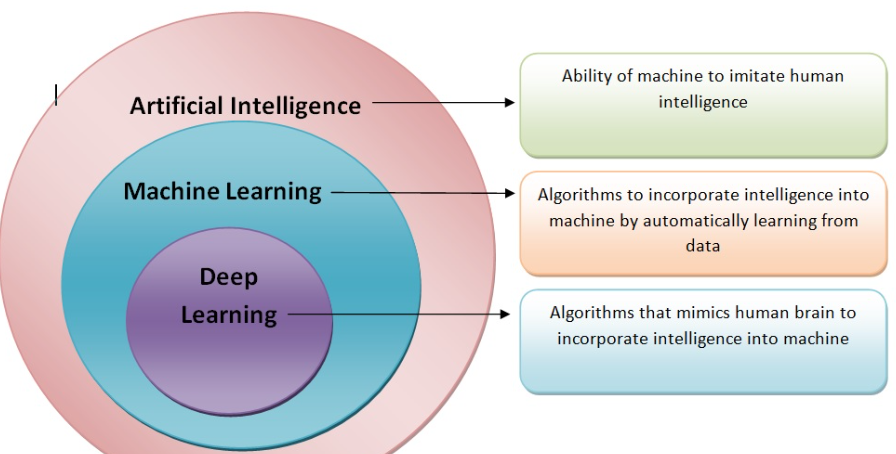 Artificial Intelligence
Ability of machine to imitate human
intelligence
Machine Learning
Algorithms to incorporate intelligence into
machine by automatically learning from
data
Deep
Learning
Algorithms that mimics human brain to
incorporate intelligence into machine